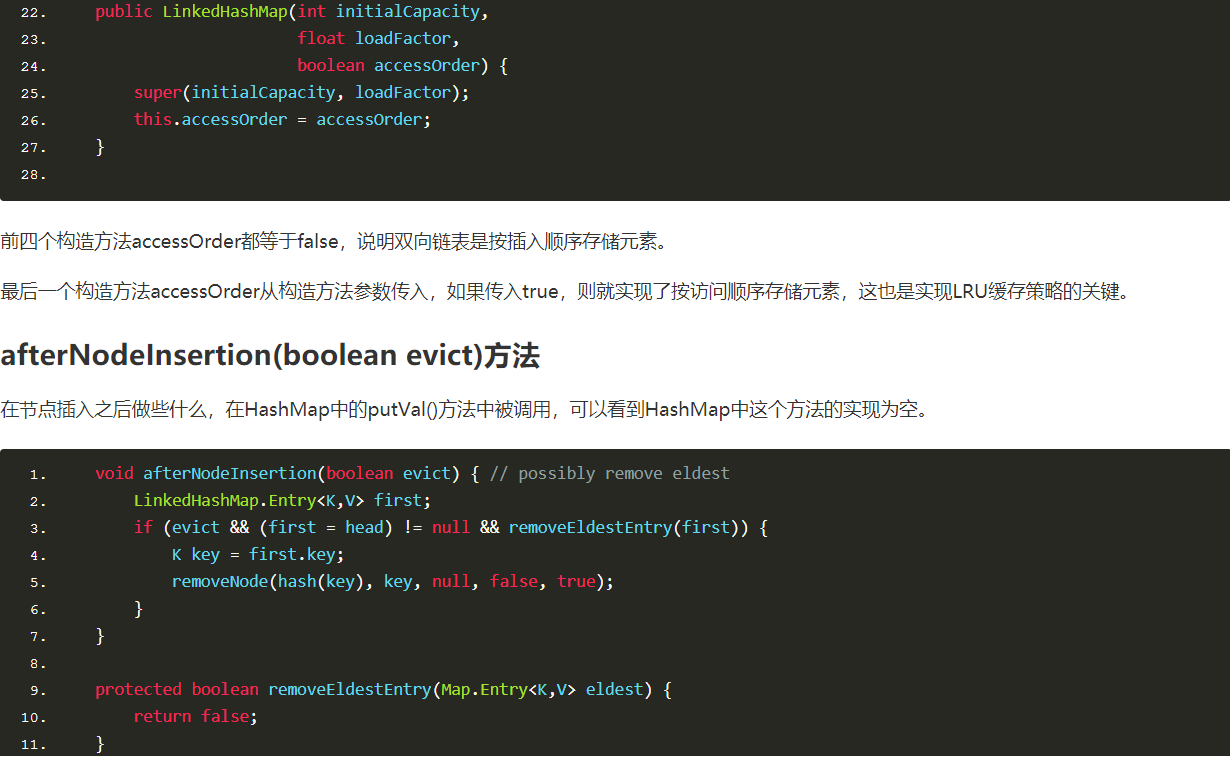 22.     public LinkedHashMap(int initialCapacity,
23.                          float loadFactor,
24.                          boolean accessOrder) {
25.         super(initialCapacity, loadFactor);
26.         this.accessOrder = accessOrder;
27.     }
28.
前四个构造方法accessOrder都等于false，说明双向链表是按插入顺序存储元素。
最后一个构造方法accessOrder从构造方法参数传入，如果传入true，则就实现了按访问顺序存储元素，这也是实现LRU缓存策略的关键。
afterNodeInsertion(boolean evict)方法
在节点插入之后做些什么，在HashMap中的putVal()方法中被调用，可以看到HashMap中这个方法的实现为空。
1.     void afterNodeInsertion(boolean evict) { // possibly remove eldest
2.         LinkedHashMap.Entry<K,V> first;
3.         if (evict && (first = head) != null && removeEldestEntry(first)) {
4.             K key = first.key;
5.             removeNode(hash(key), key, null, false, true);
6.         }
7.     }
8.
9.     protected boolean removeEldestEntry(Map.Entry<K,V> eldest) {
10.         return false;
11.     }